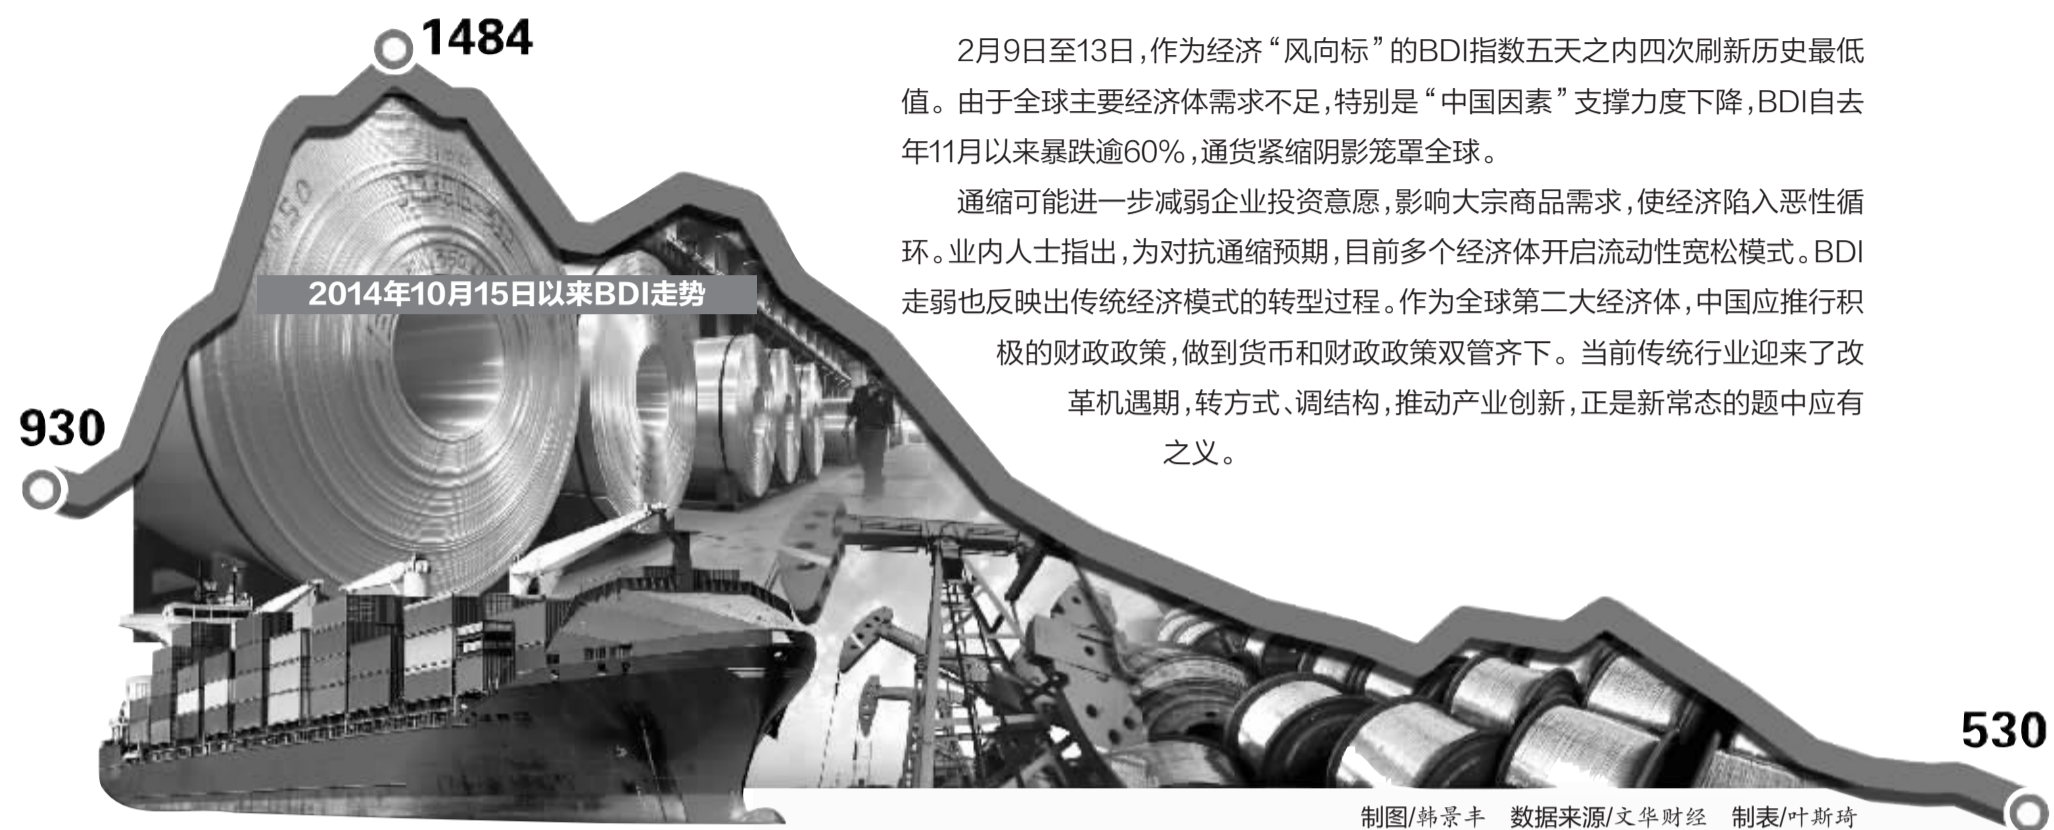 1484
2月9日至13日，作为经济“风向标”的BDI指数五天之内四次刷新历史最低
值。由于全球主要经济体需求不足，特别是“中国因素”支撑力度下降，BDI自去
年11月以来暴跌逾60%，通货紧缩阴影笼罩全球。
通缩可能进一步减弱企业投资意愿，影响大宗商品需求，使经济陷入恶性循
环。业内人士指出，为对抗通缩预期，目前多个经济体开启流动性宽松模式。BDI
走弱也反映出传统经济模式的转型过程。作为全球第二大经济体，中国应推行积
极的财政政策，做到货币和财政政策双管齐下。当前传统行业迎来了改
革机遇期，转方式、调结构，推动产业创新，正是新常态的题中应有
之义。
2014年10月15日以来BDI走势
930
530
制图/韩景丰 数据来源/文华财经 制表/叶斯琦